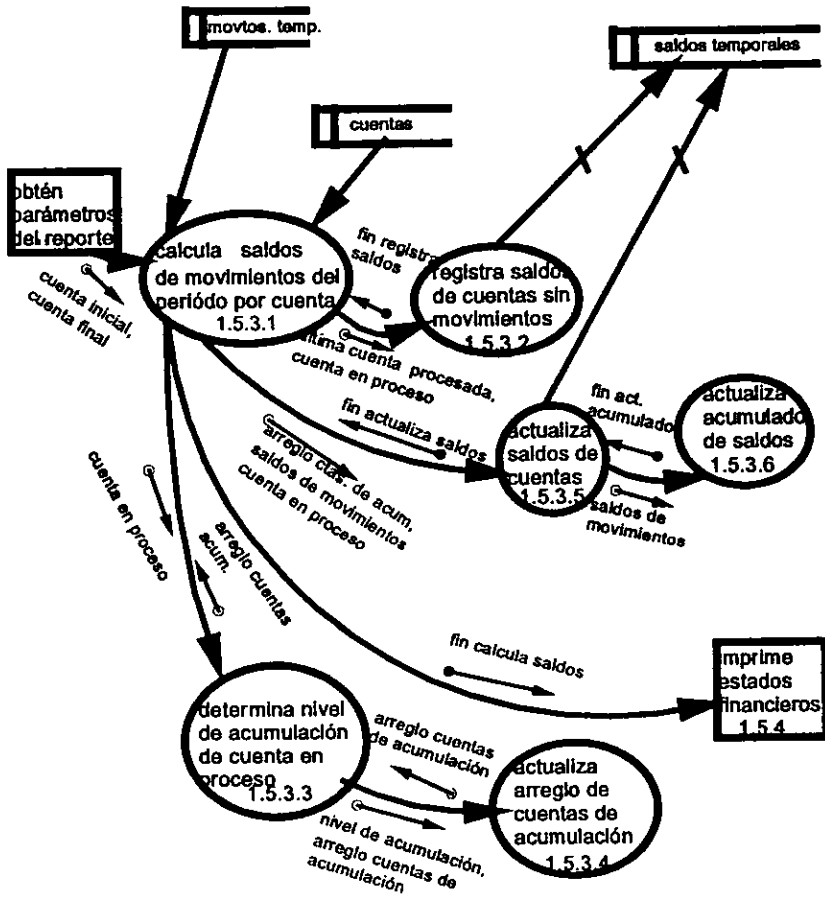 movtos. temp.
saldos temporales
cuentas
obtén
parámetros
del reporte
calcula saldos
de movimientos del
periódo por cuenta
1.5.3.1
fin registra
saldos
registra saldos
de cuentas sin
movimientos
1.5.3.2
cuenta inicial,
cuenta final
última cuenta procesada,
cuenta en proceso
fin actualiza saldos
fin act.
acumulado
actualiza
acumulado
de saldos
1.5.3.6
actualiza
saldos de
cuentas
1.5.3.5
saldos de
movimientos
arreglo ctas. de acum,
saldos de movimientos
cuenta en proceso
cuenta en proceso
arreglo cuentas
acum.
fin calcula saldos
imprime
estados
financieros
1.5.4
determina nivel
de acumulación
de cuenta en
proceso
1.5.3.3
arreglo cuentas
de acumulación
actualiza
arreglo de
cuentas de
acumulación
1.5.3.4
nivel de acumulación,
arreglo cuentas de
acumulación